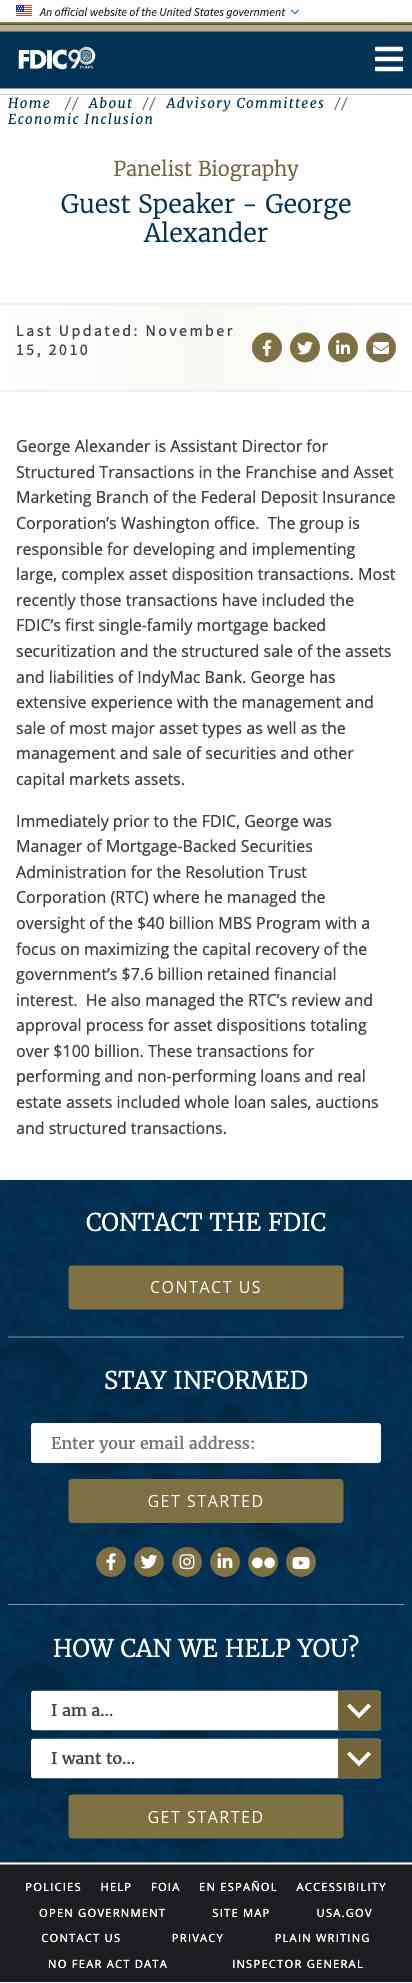 An official website of the United States government
FDIC 90
Home // About // Advisory Committees //
Economic Inclusion
Panelist Biography
Guest Speaker - George
Alexander
Last Updated: November
15, 2010
George Alexander is Assistant Director for
Structured Transactions in the Franchise and Asset
Marketing Branch of the Federal Deposit Insurance
Corporation’s Washington office.  The group is
responsible for developing and implementing
large, complex asset disposition transactions. Most
recently those transactions have included the
FDIC’s first single-family mortgage backed
securitization and the structured sale of the assets
and liabilities of IndyMac Bank. George has
extensive experience with the management and
sale of most major asset types as well as the
management and sale of securities and other
capital markets assets.
Immediately prior to the FDIC, George was
Manager of Mortgage-Backed Securities
Administration for the Resolution Trust
Corporation (RTC) where he managed the
oversight of the $40 billion MBS Program with a
focus on maximizing the capital recovery of the
government’s $7.6 billion retained financial
interest.  He also managed the RTC’s review and
approval process for asset dispositions totaling
over $100 billion. These transactions for
performing and non-performing loans and real
estate assets included whole loan sales, auctions
and structured transactions.
CONTACT THE FDIC
CONTACT US
STAY INFORMED
Enter your email address:
GET STARTED
HOW CAN WE HELP YOU?
I am a...
I want to...
GET STARTED
POLICIES HELP FOIA EN ESPAÑOL ACCESSIBILITY
OPEN GOVERNMENT SITE MAP USA.GOV
CONTACT US PRIVACY PLAIN WRITING
NO FEAR ACT DATA INSPECTOR GENERAL